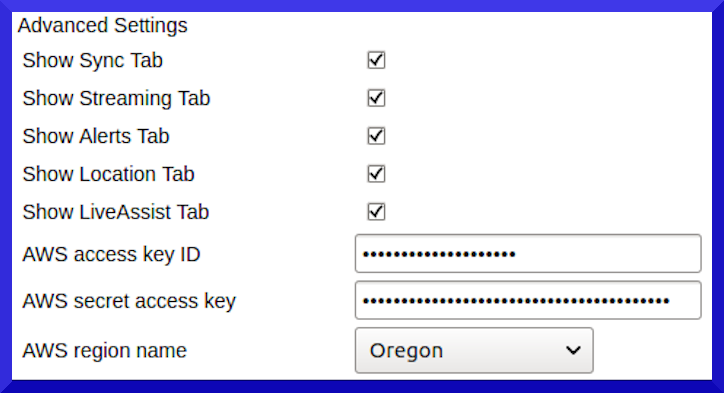 Advanced Settings
Show Sync Tab
Show Streaming Tab
Show Alerts Tab
Show Location Tab
Show LiveAssist Tab
AWS access key ID ••••••••••••••••••••
AWS secret access key ••••••••••••••••••••••••••••••••••••••••
AWS region name Oregon